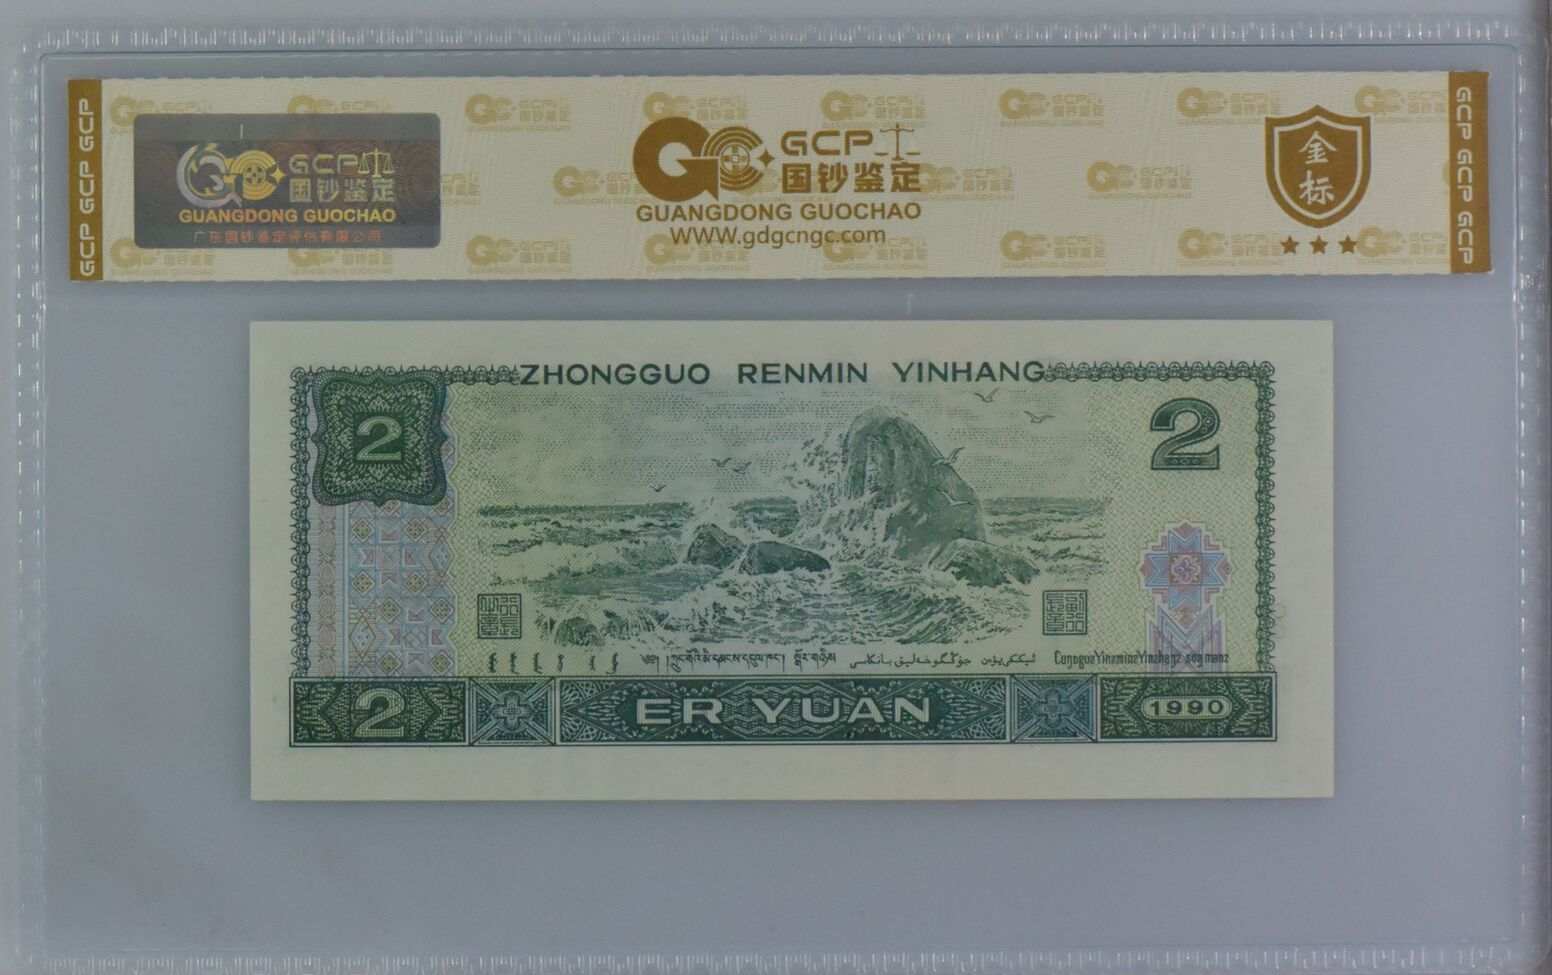 GCP GCP GCP
GCP
国钞鉴定
GUANGDONG GUOCHAO
广东国钞鉴定评估有限公司
GCP
国钞鉴定
GUANGDONG GUOCHAO
WWW.gdgcngc.com
金标
GCP GCP GCP
ZHONGGUO RENMIN YINHANG
2
2
2
ER YUAN
1990